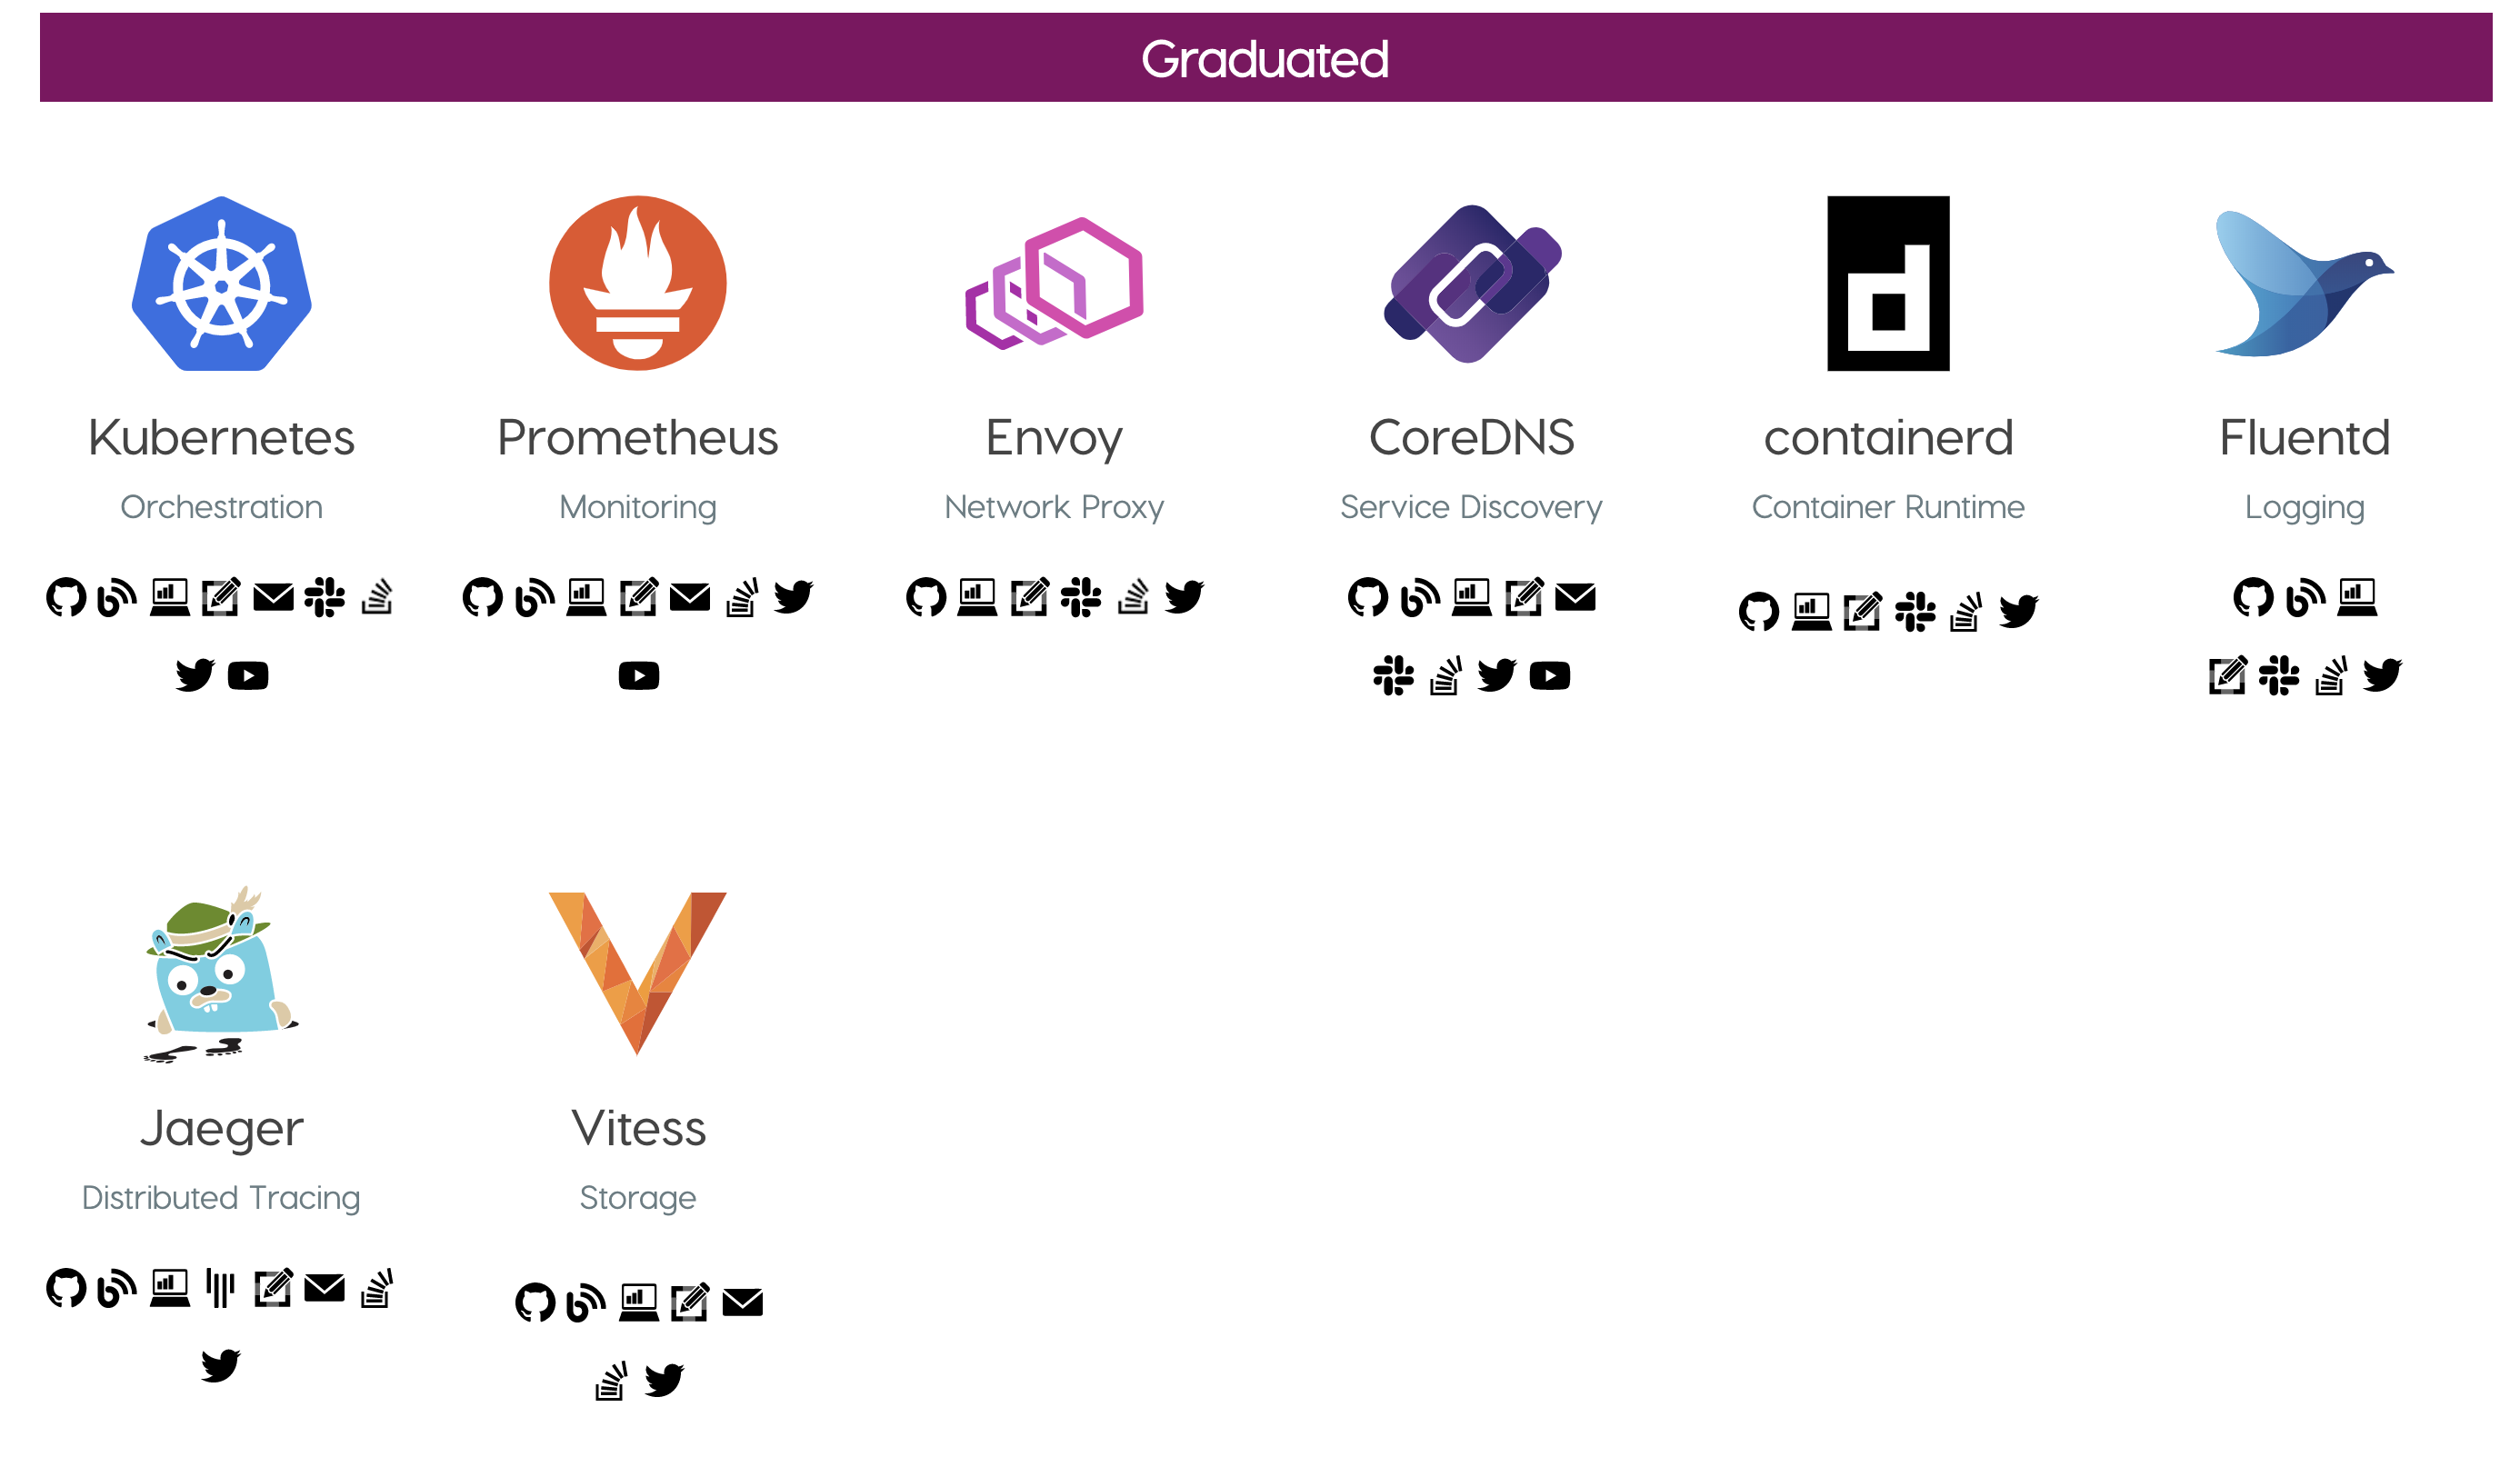 Graduated
Kubernetes
Orchestration
Prometheus
Monitoring
Envoy
Network Proxy
CoreDNS
Service Discovery
containerd
Container Runtime
Fluentd
Logging
Jaeger
Distributed Tracing
Vitess
Storage